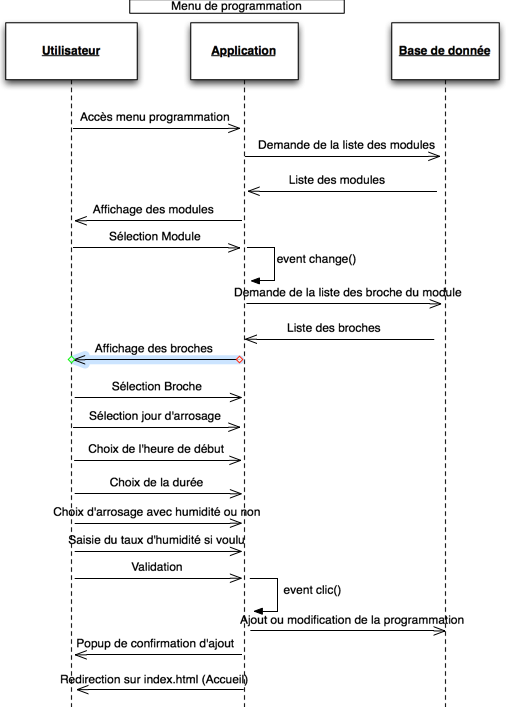 Menu de programmation
Utilisateur
Application
Base de donnée
Accès menu programmation
Demande de la liste des modules
Liste des modules
Affichage des modules
Sélection Module
event change()
Demande de la liste des broche du module
Liste des broches
Affichage des broches
Sélection Broche
Sélection jour d'arrosage
Choix de l'heure de début
Choix de la durée
Choix d'arrosage avec humidité ou non
Saisie du taux d'humidité si voulu
Validation
event clic()
Ajout ou modification de la programmation
Popup de confirmation d'ajout
Redirection sur index.html (Accueil)